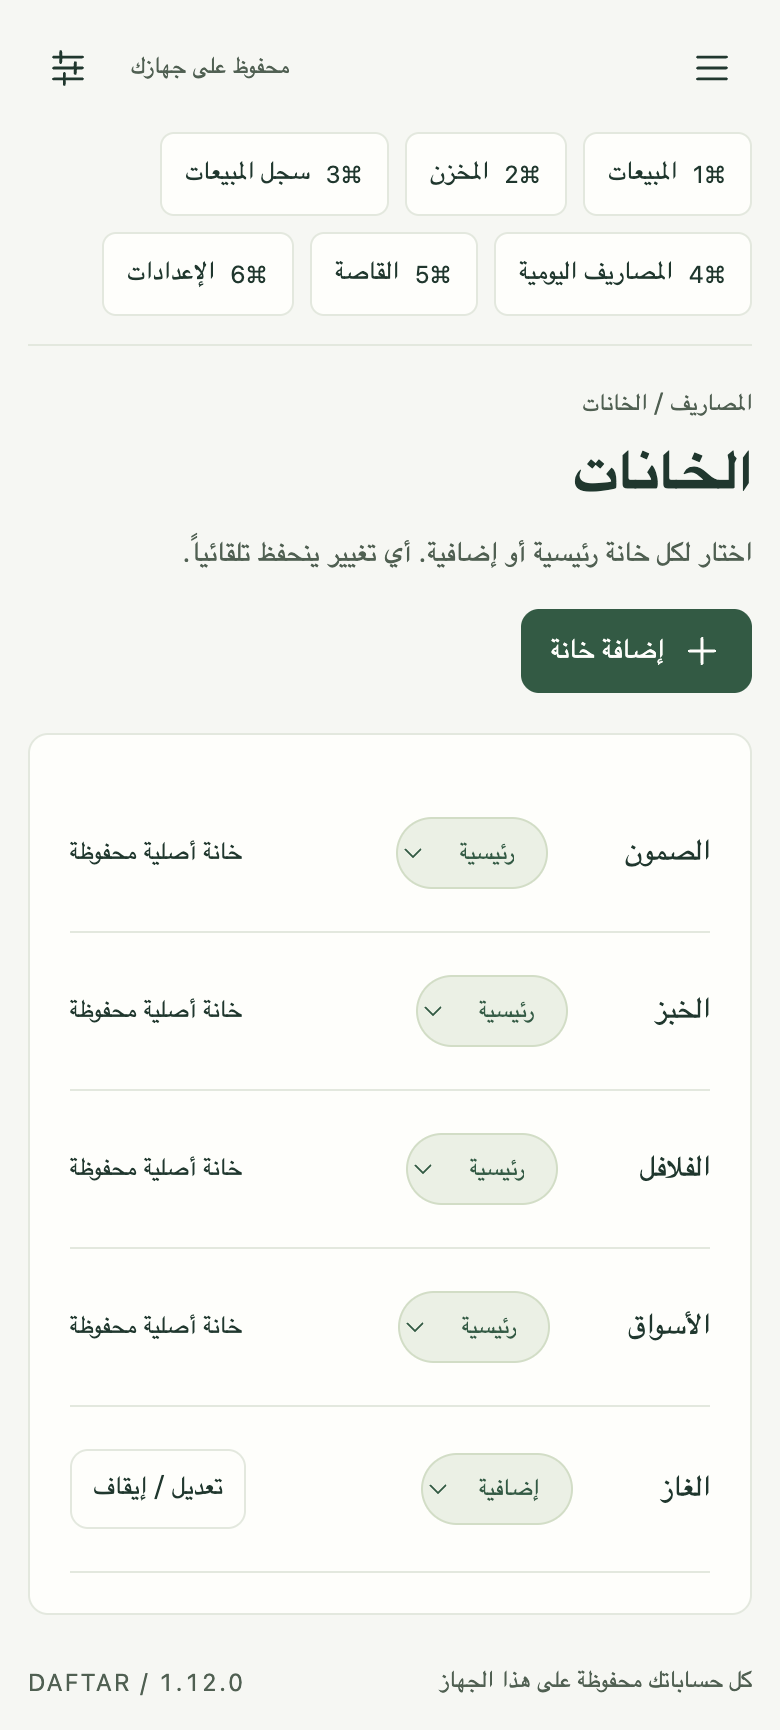 محفوظ على جهازك
⌘1 المبيعات ⌘2 المخزن ⌘3 سجل المبيعات
⌘4 المصاريف اليومية ⌘5 القاصة ⌘6 الإعدادات
المصاريف / الخانات
الخانات
اختار لكل خانة رئيسية أو إضافية. أي تغيير ينحفظ تلقائياً.
إضافة خانة
الصمون رئيسية خانة أصلية محفوظة
الخبز رئيسية خانة أصلية محفوظة
الفلافل رئيسية خانة أصلية محفوظة
الأسواق رئيسية خانة أصلية محفوظة
الغاز إضافية تعديل / إيقاف
كل حساباتك محفوظة على هذا الجهاز DAFTAR / 1.12.0